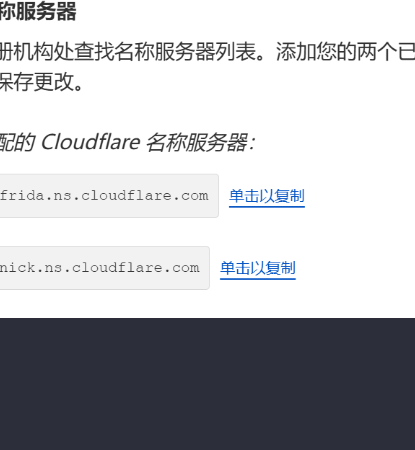 称服务器
册机构处查找名称服务器列表。添加您的两个已
保存更改。
配的 Cloudflare 名称服务器：
frida.ns.cloudflare.com 单击以复制
nick.ns.cloudflare.com 单击以复制